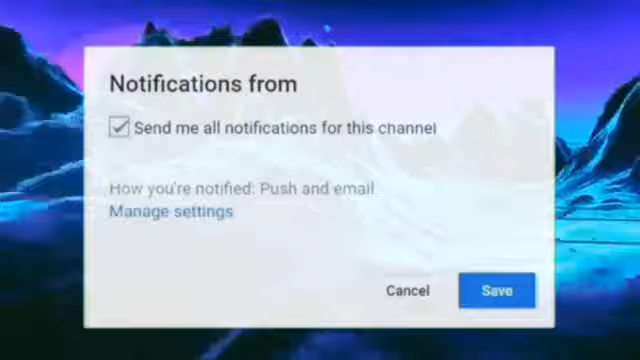 Notifications from
Send me all notifications for this channel
How you're notified: Push and email
Manage settings
Cancel
Save